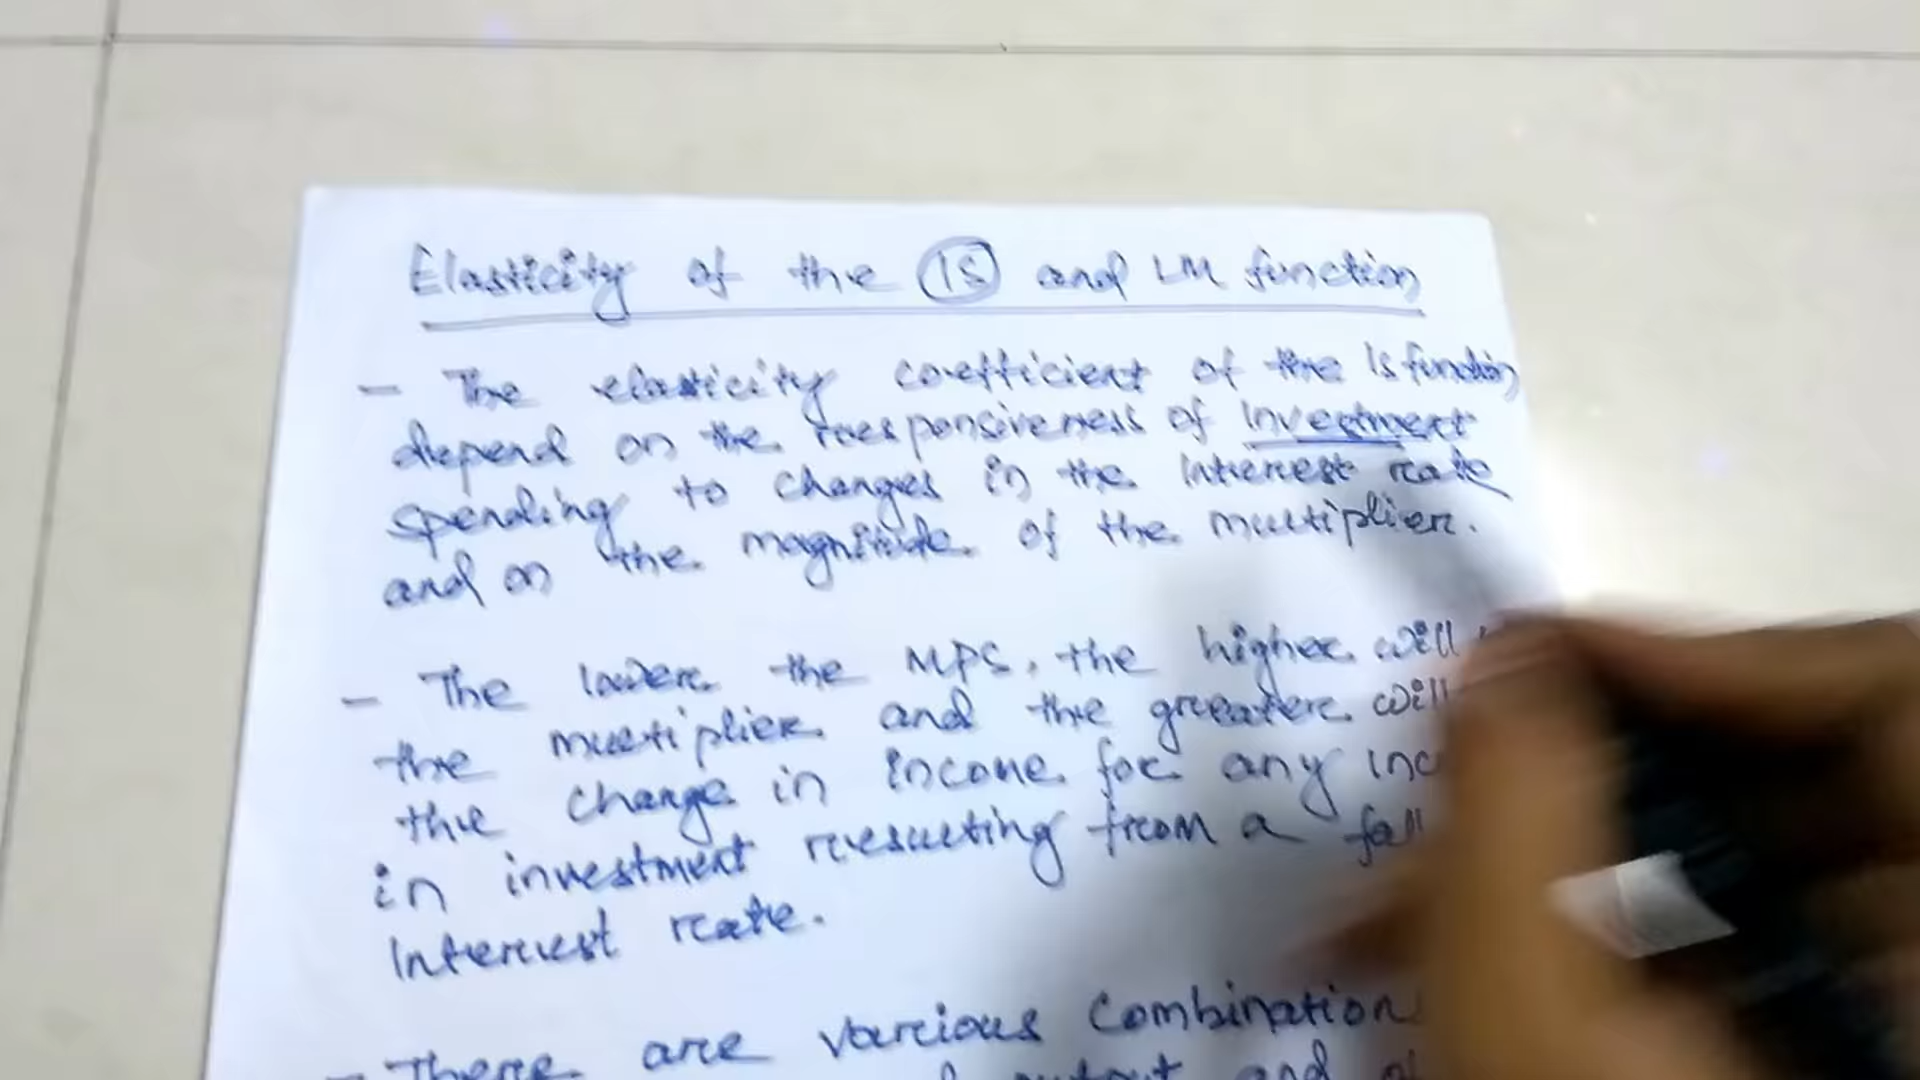 Elasticity of the IS and LM function
- The elasticity coefficient of the Is function
depend on the responsiveness of investment
spending to changes in the interest rate
and on the magnitude of the multiplier.
- The lower the MPS, the higher will
the multiplier and the greater will
the change in income for any inc
in investment resulting from a fall
Interest rate.
- There are various combination
output and